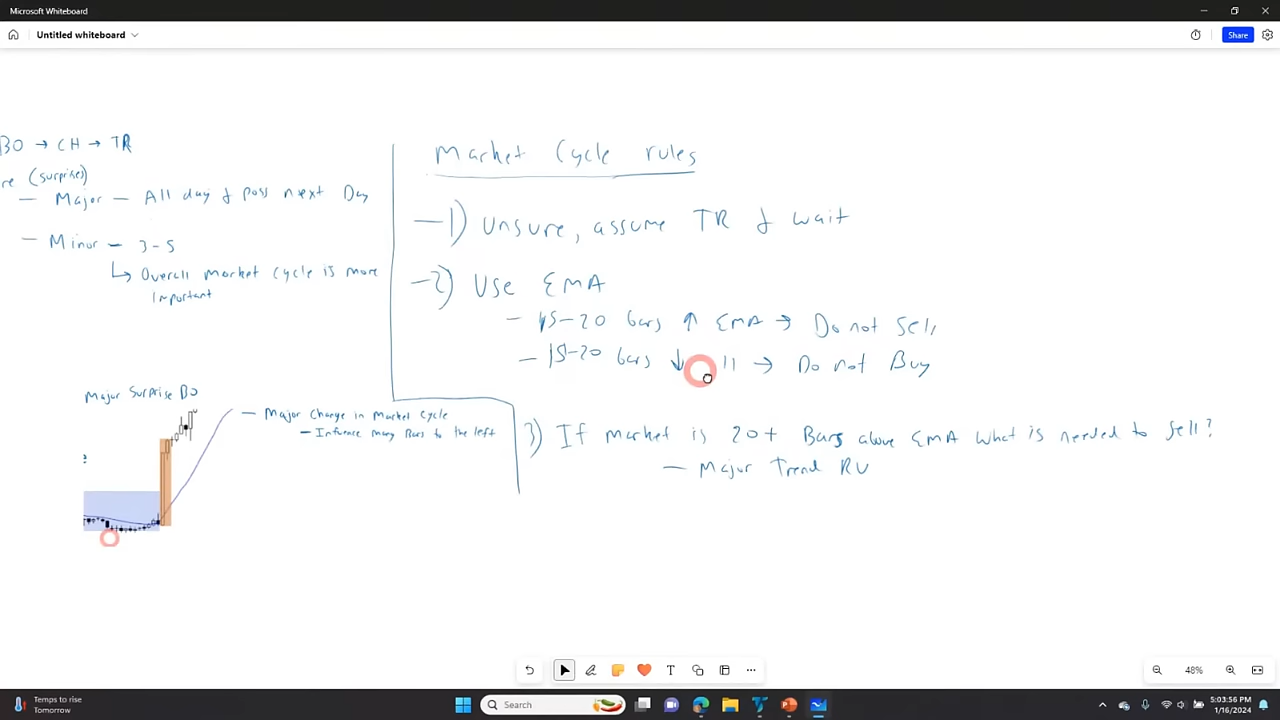 Microsoft Whiteboard
Untitled whiteboard
Share
BO → CH → TR
re (surprise)
— Major — All day & poss next Day
— Minor — 3-5
↳ Overall market cycle is more
Important
Major Surprise BO
— Major Change in Market Cycle
— Infuence many Bars to the left
Market Cycle rules
—1) Unsure, assume TR & wait
—2) Use EMA
— 15-20 bars ↑ EMA → Do not Sell
— 15-20 bars ↓ 11 → Do not Buy
3) If market is 20+ Bars above EMA what is needed to sell?
— Major Trend RV
48%
Temps to rise
Tomorrow
Search
5:03:56 PM
1/16/2024